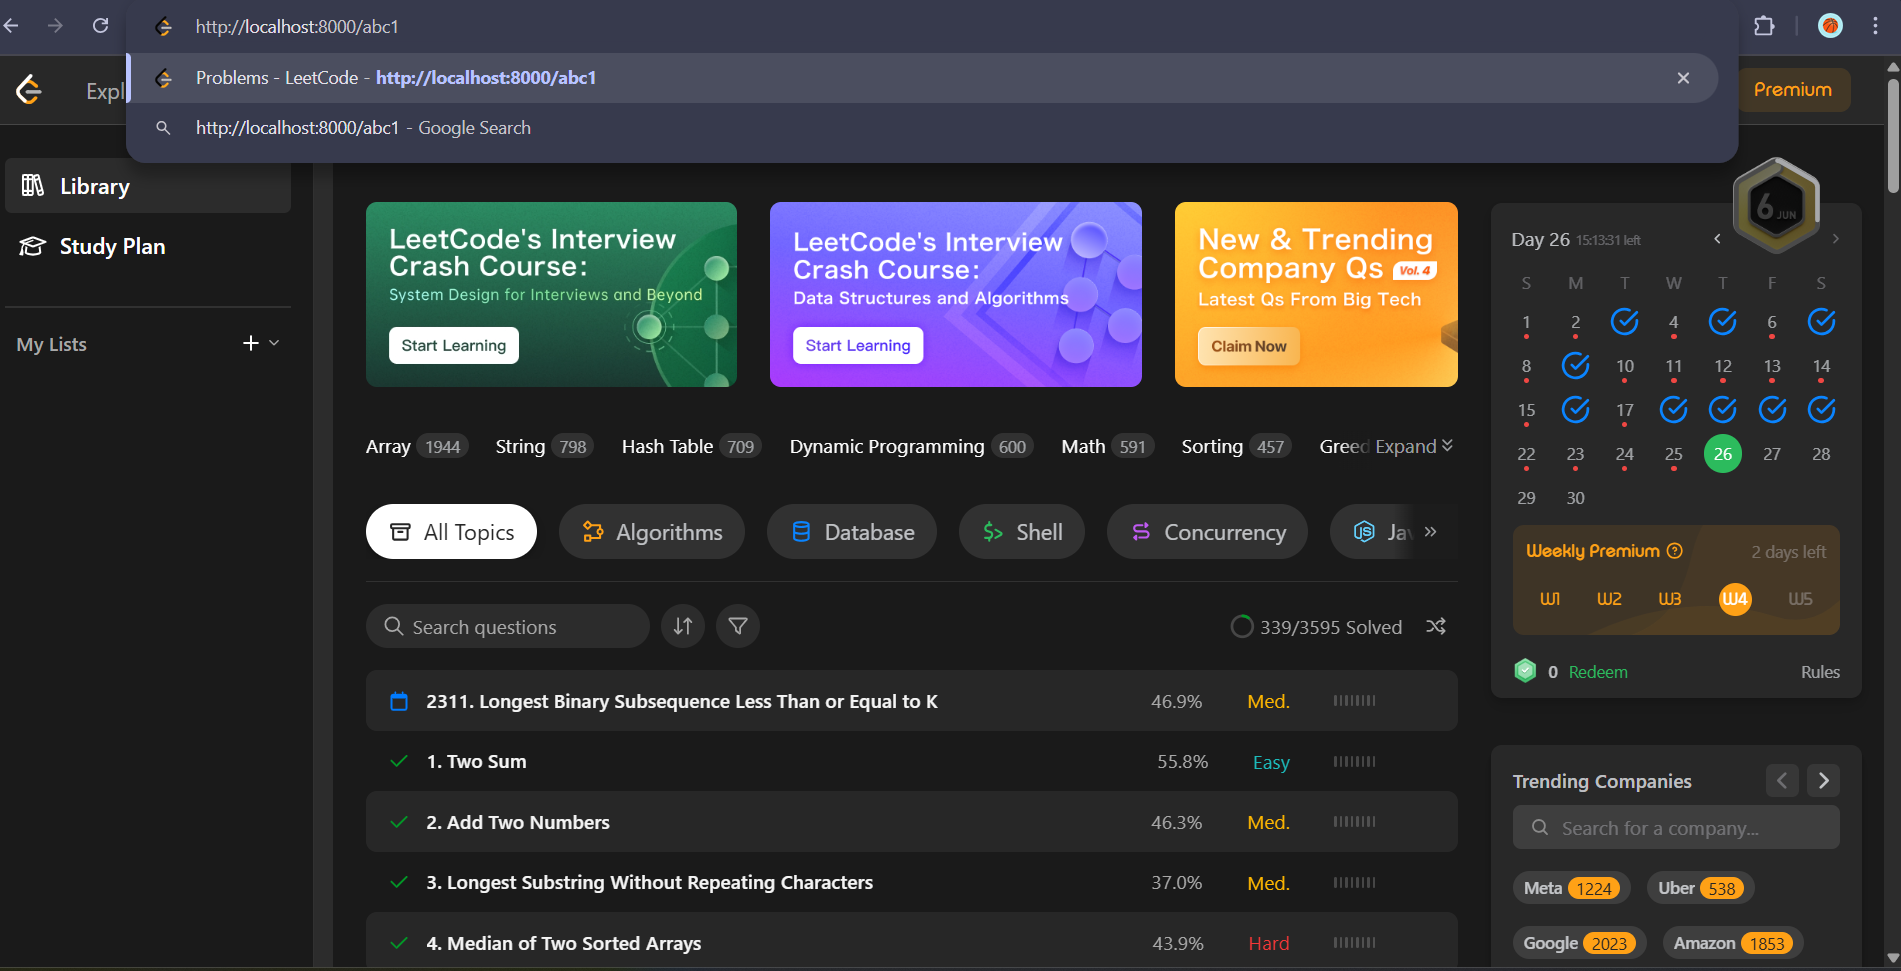 http://localhost:8000/abc1
Problems - LeetCode - http://localhost:8000/abc1
http://localhost:8000/abc1 - Google Search
Expl
Premium
Library
Study Plan
My Lists
LeetCode's Interview
Crash Course:
System Design for Interviews and Beyond
Start Learning
LeetCode's Interview
Crash Course:
Data Structures and Algorithms
Start Learning
New & Trending
Company Qs Vol. 4
Latest Qs From Big Tech
Claim Now
Array 1944 String 798 Hash Table 709 Dynamic Programming 600 Math 591 Sorting 457 Greed Expand
All Topics Algorithms Database Shell Concurrency JS Jav
Search questions
339/3595 Solved
2311. Longest Binary Subsequence Less Than or Equal to K 46.9% Med.
1. Two Sum 55.8% Easy
2. Add Two Numbers 46.3% Med.
3. Longest Substring Without Repeating Characters 37.0% Med.
4. Median of Two Sorted Arrays 43.9% Hard
6 JUN
Day 26 15:13:31 left
S M T W T F S
1 2 4 6
8 10 11 12 13 14
15 17
22 23 24 25 26 27 28
29 30
Weekly Premium ? 2 days left
W1 W2 W3 W4 W5
0 Redeem Rules
Trending Companies
Search for a company...
Meta 1224 Uber 538
Google 2023 Amazon 1853